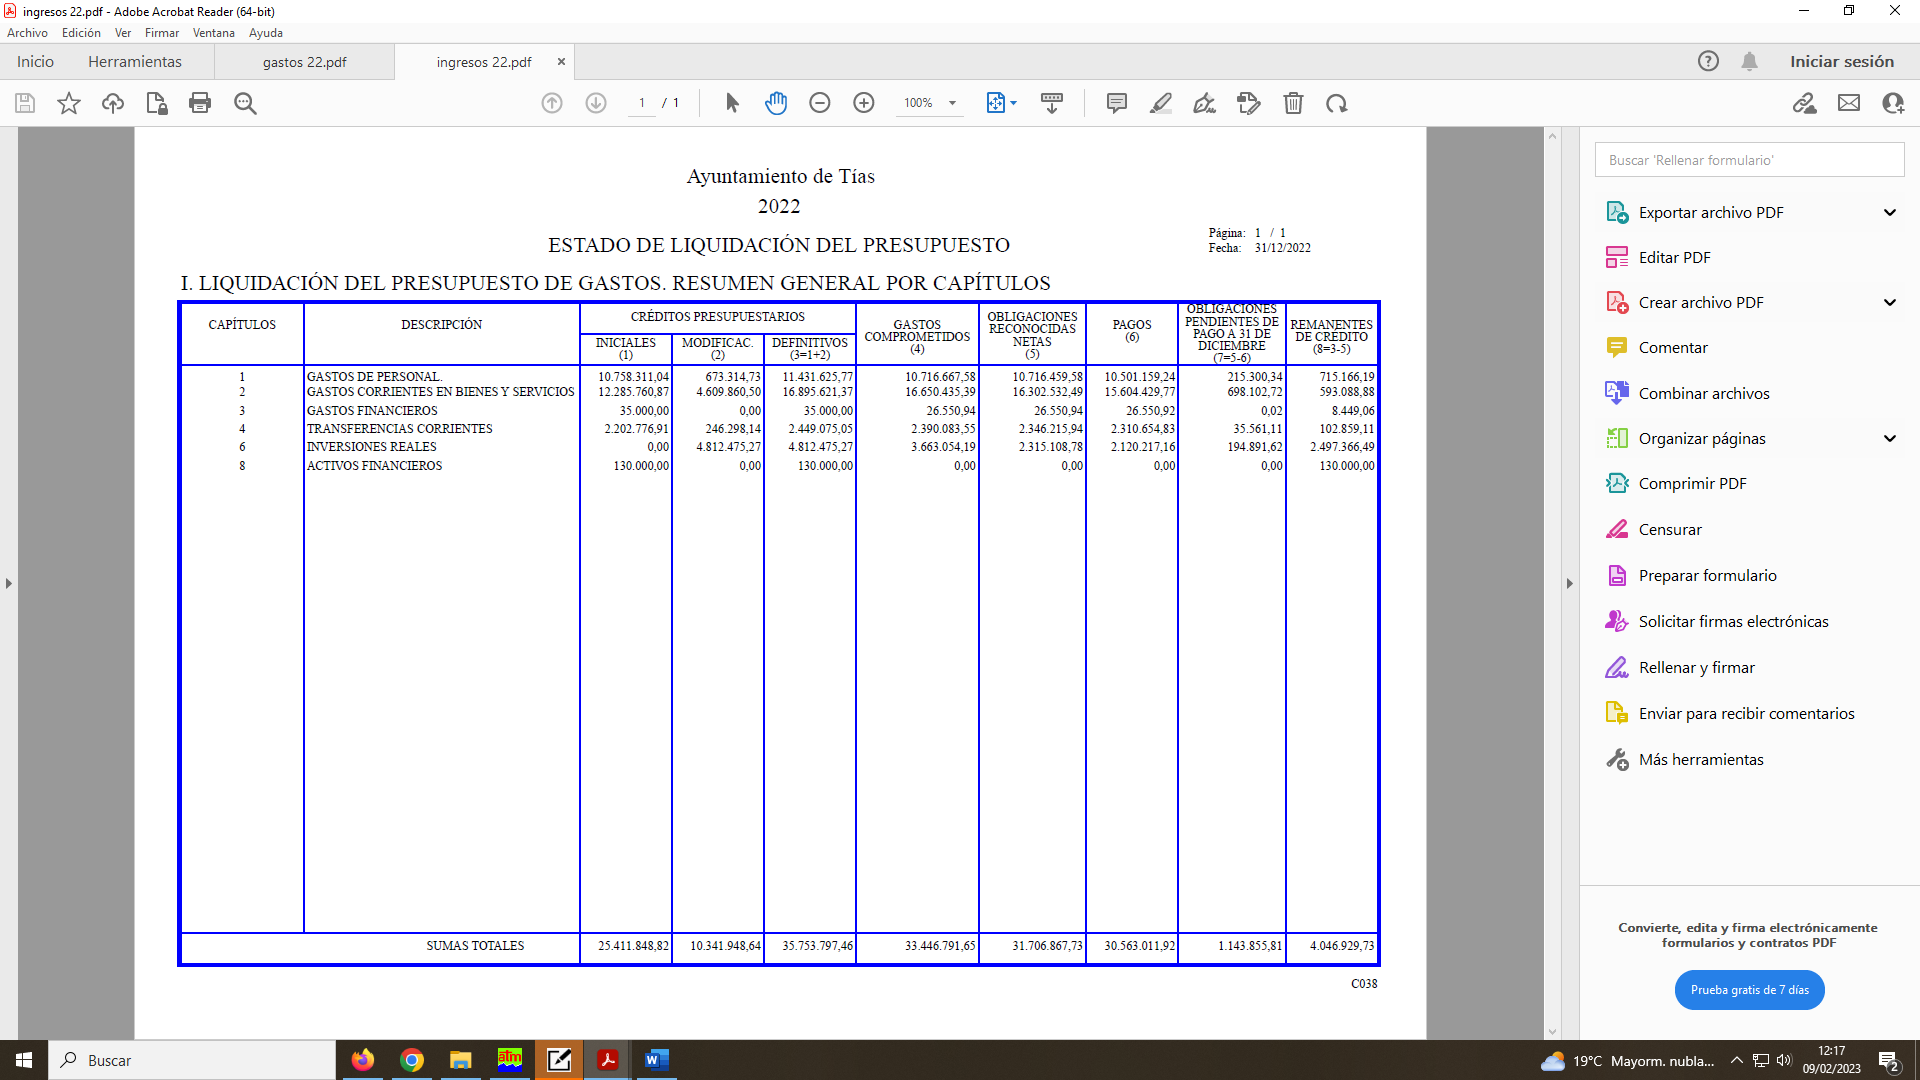 ingresos 22.pdf - Adobe Acrobat Reader (64-bit)
Archivo Edición Ver Firmar Ventana Ayuda
Inicio Herramientas gastos 22.pdf ingresos 22.pdf × Iniciar sesión
1 / 1 100%
Buscar 'Rellenar formulario'
Exportar archivo PDF
Editar PDF
Crear archivo PDF
Comentar
Combinar archivos
Organizar páginas
Comprimir PDF
Censurar
Preparar formulario
Solicitar firmas electrónicas
Rellenar y firmar
Enviar para recibir comentarios
Más herramientas
Convierte, edita y firma electrónicamente
formularios y contratos PDF
Prueba gratis de 7 días
Ayuntamiento de Tías
2022
ESTADO DE LIQUIDACIÓN DEL PRESUPUESTO
Página: 1 / 1
Fecha: 31/12/2022
I. LIQUIDACIÓN DEL PRESUPUESTO DE GASTOS. RESUMEN GENERAL POR CAPÍTULOS
CAPÍTULOS
DESCRIPCIÓN
CRÉDITOS PRESUPUESTARIOS
INICIALES
(1)
MODIFICAC.
(2)
DEFINITIVOS
(3=1+2)
GASTOS
COMPROMETIDOS
(4)
OBLIGACIONES
RECONOCIDAS
NETAS
(5)
PAGOS
(6)
OBLIGACIONES
PENDIENTES DE
PAGO A 31 DE
DICIEMBRE
(7=5-6)
REMANENTES
DE CRÉDITO
(8=3-5)
1 GASTOS DE PERSONAL. 10.758.311,04 673.314,73 11.431.625,77 10.716.667,58 10.716.459,58 10.501.159,24 215.300,34 715.166,19
2 GASTOS CORRIENTES EN BIENES Y SERVICIOS 12.285.760,87 4.609.860,50 16.895.621,37 16.650.435,39 16.302.532,49 15.604.429,77 698.102,72 593.088,88
3 GASTOS FINANCIEROS 35.000,00 0,00 35.000,00 26.550,94 26.550,94 26.550,92 0,02 8.449,06
4 TRANSFERENCIAS CORRIENTES 2.202.776,91 246.298,14 2.449.075,05 2.390.083,55 2.346.215,94 2.310.654,83 35.561,11 102.859,11
6 INVERSIONES REALES 0,00 4.812.475,27 4.812.475,27 3.663.054,19 2.315.108,78 2.120.217,16 194.891,62 2.497.366,49
8 ACTIVOS FINANCIEROS 130.000,00 0,00 130.000,00 0,00 0,00 0,00 0,00 130.000,00
SUMAS TOTALES 25.411.848,82 10.341.948,64 35.753.797,46 33.446.791,65 31.706.867,73 30.563.011,92 1.143.855,81 4.046.929,73
C038
Buscar
atm
19°C Mayorm. nubla...
12:17
09/02/2023
2